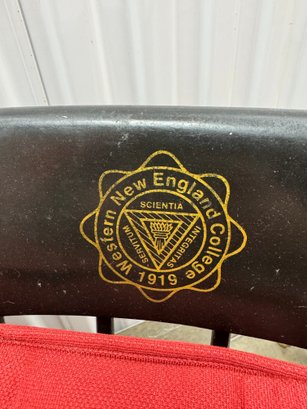 Western New England College
SCIENTIA
INTEGRITAS
SERVITIUM
1919